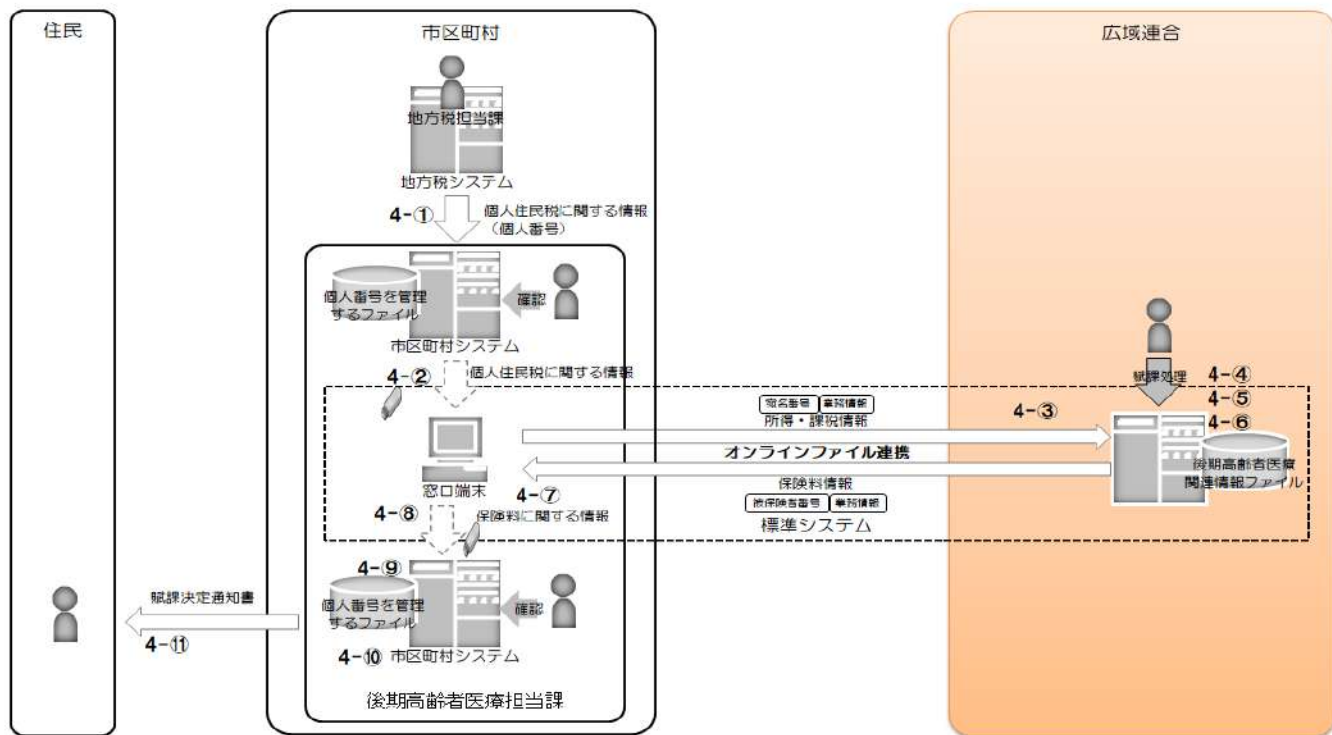 住民
市区町村
広域連合
地方税担当課
地方税システム
4-①
個人住民税に関する情報
（個人番号）
個人番号を管理
するファイル
確認
市区町村システム
4-②
個人住民税に関する情報
賦課処理
4-④
4-⑤
4-⑥
宛名番号
業務情報
4-③
所得・課税情報
オンラインファイル連携
後期高齢者医療
関連情報ファイル
窓口端末
4-⑦
保険料情報
被保険者番号
業務情報
標準システム
4-⑧
保険料に関する情報
4-⑨
個人番号を管理
するファイル
確認
4-⑩
市区町村システム
賦課決定通知書
4-⑪
後期高齢者医療担当課